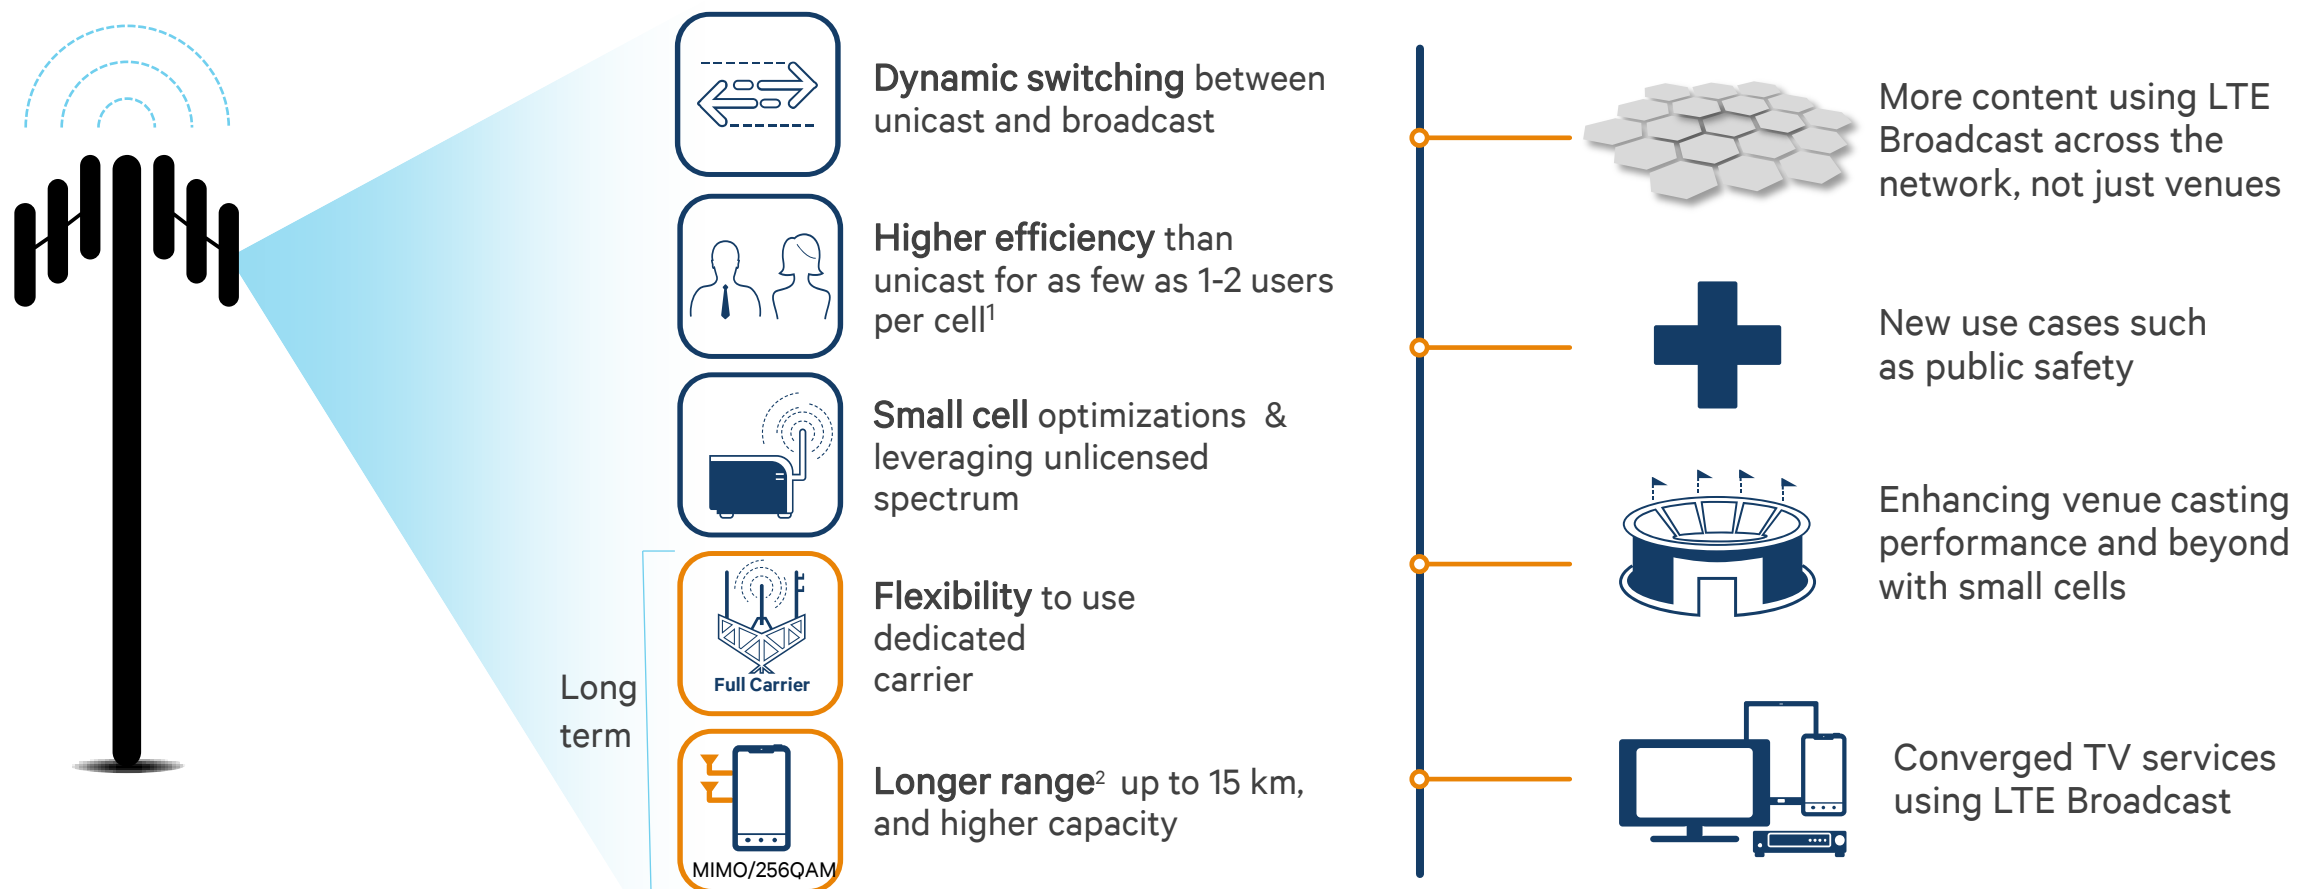 Dynamic switching between
unicast and broadcast
Higher efficiency than
unicast for as few as 1-2 users
per cell1
Small cell optimizations &
leveraging unlicensed
spectrum
Long
term
Full Carrier
Flexibility to use
dedicated
carrier
MIMO/256QAM
Longer range2 up to 15 km,
and higher capacity
More content using LTE
Broadcast across the
network, not just venues
New use cases such
as public safety
Enhancing venue casting
performance and beyond
with small cells
Converged TV services
using LTE Broadcast